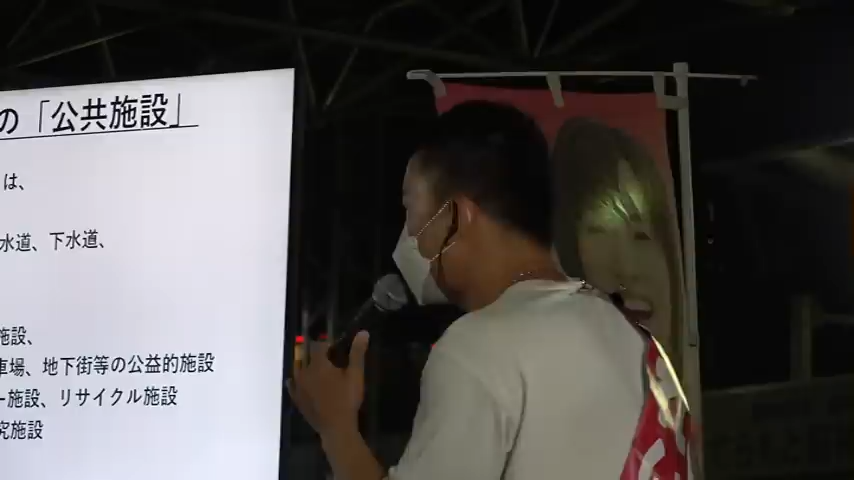 の「公共施設」
は、
水道、下水道、
施設、
車場、地下街等の公益的施設
ー施設、リサイクル施設
究施設